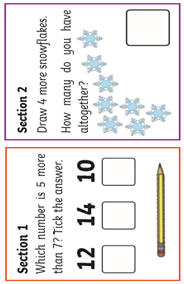 Section 1
Which number is 5 more
than 7? Tick the answer.
12 14 10
Section 2
Draw 4 more snowflakes.
How many do you have
altogether?